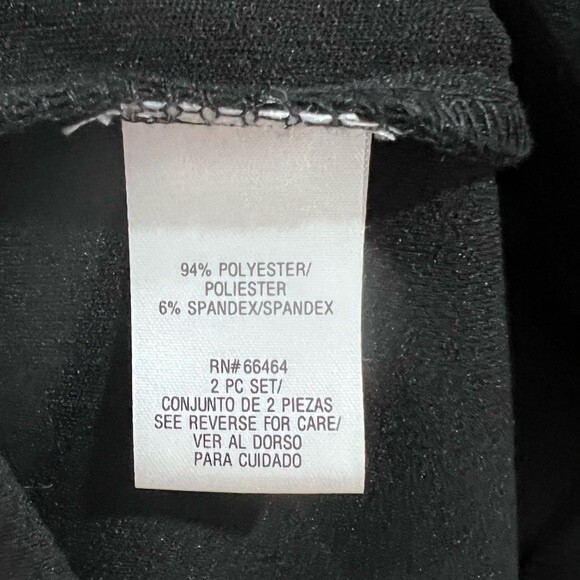 94% POLYESTER/
POLIESTER
6% SPANDEX/SPANDEX
RN#66464
2 PC SET/
CONJUNTO DE 2 PIEZAS
SEE REVERSE FOR CARE/
VER AL DORSO
PARA CUIDADO